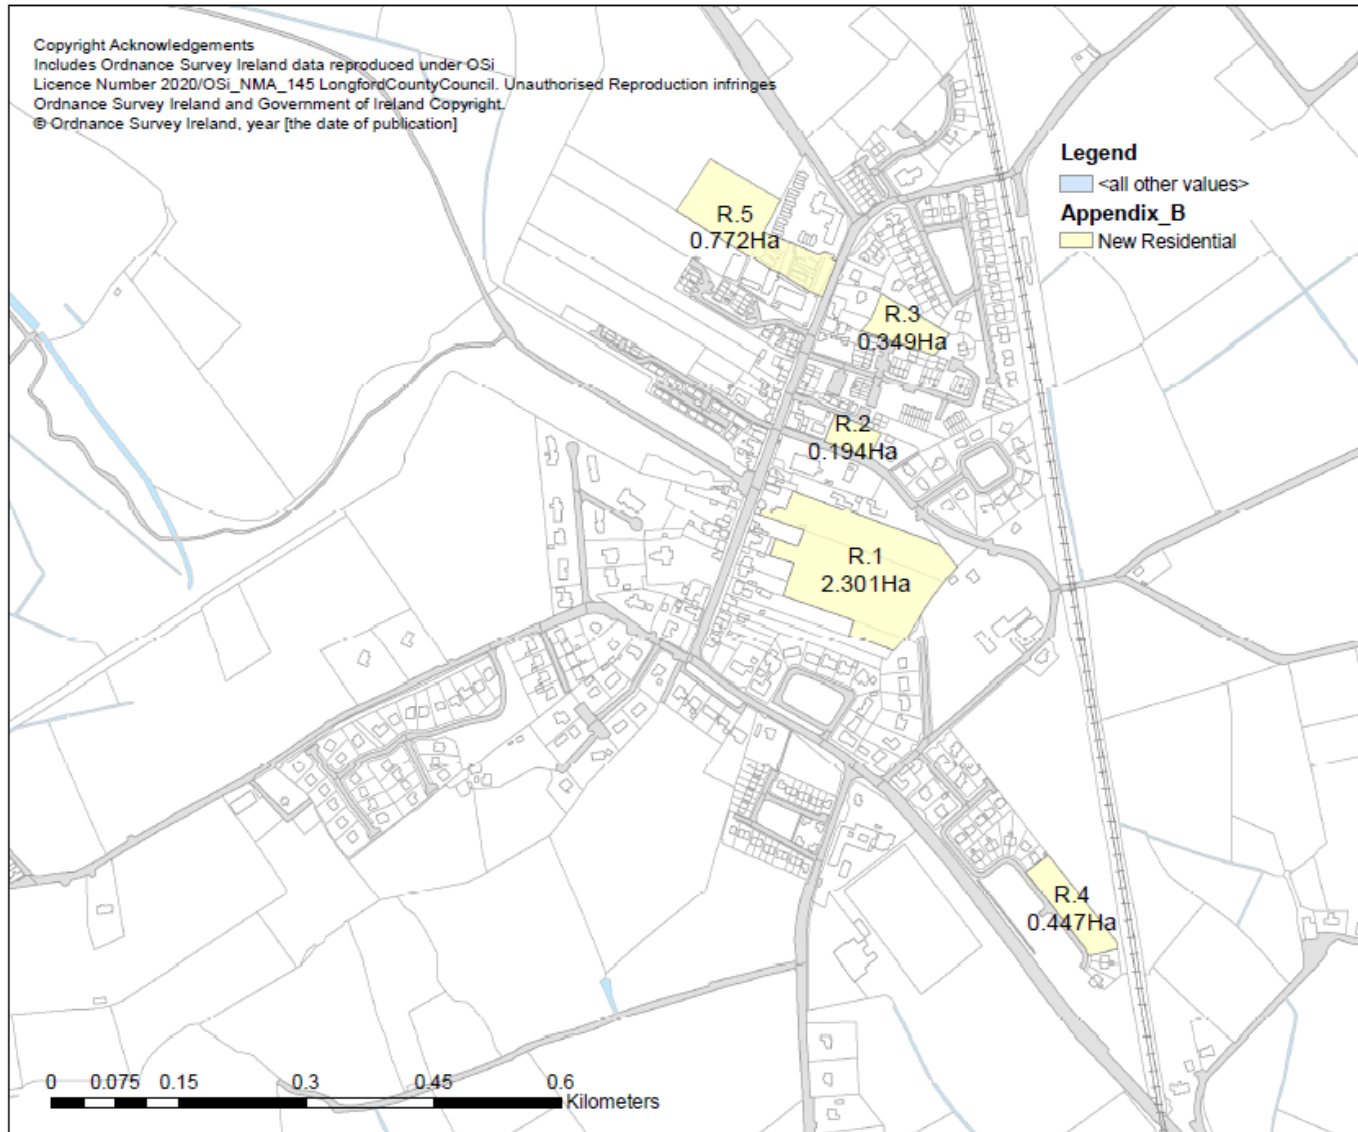 Copyright Acknowledgements
Includes Ordnance Survey Ireland data reproduced under OSi
Licence Number 2020/OSi_NMA_145 LongfordCountyCouncil. Unauthorised Reproduction infringes
Ordnance Survey Ireland and Government of Ireland Copyright.
© Ordnance Survey Ireland, year [the date of publication]
Legend
<all other values>
Appendix_B
New Residential
R.5
0.772Ha
R.3
0.349Ha
R.2
0.194Ha
R.1
2.301Ha
R.4
0.447Ha
0 0.075 0.15 0.3 0.45 0.6
Kilometers